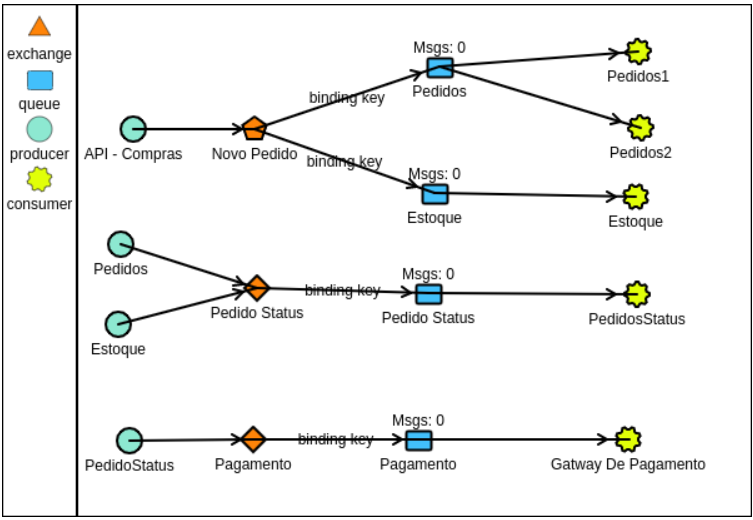 exchange
queue
producer
consumer
Msgs: 0
Pedidos
Pedidos1
binding key
API - Compras
Novo Pedido
Pedidos2
binding key
Msgs: 0
Estoque
Estoque
Pedidos
Msgs: 0
binding key
Pedido Status
Pedido Status
PedidosStatus
Estoque
Msgs: 0
binding key
PedidoStatus
Pagamento
Pagamento
Gatway De Pagamento